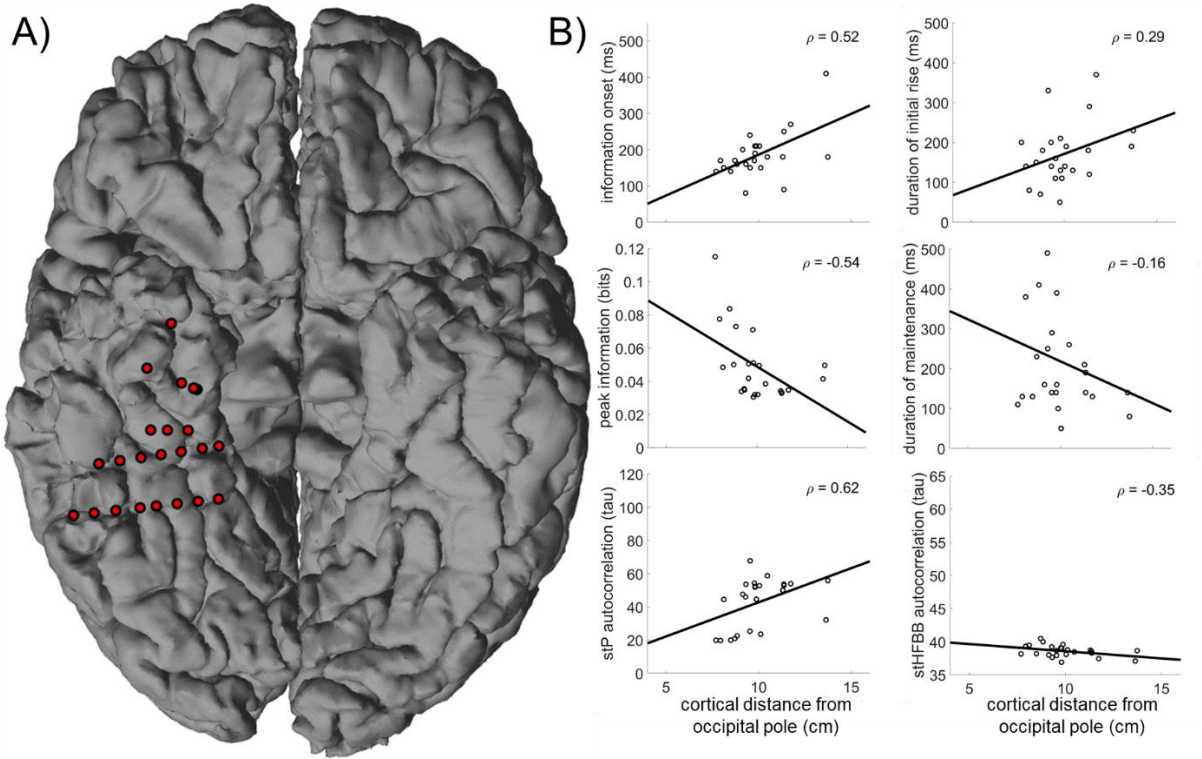 A)
B)
information onset (ms)
500
400
300
200
100
0
ρ = 0.52
duration of initial rise (ms)
500
400
300
200
100
0
ρ = 0.29
peak information (bits)
0.12
0.1
0.08
0.06
0.04
0.02
0
ρ = -0.54
duration of maintenance (ms)
500
400
300
200
100
0
ρ = -0.16
stP autocorrelation (tau)
120
100
80
60
40
20
0
ρ = 0.62
5
10
15
cortical distance from
occipital pole (cm)
stHFBB autocorrelation (tau)
65
60
55
50
45
40
35
ρ = -0.35
5
10
15
cortical distance from
occipital pole (cm)